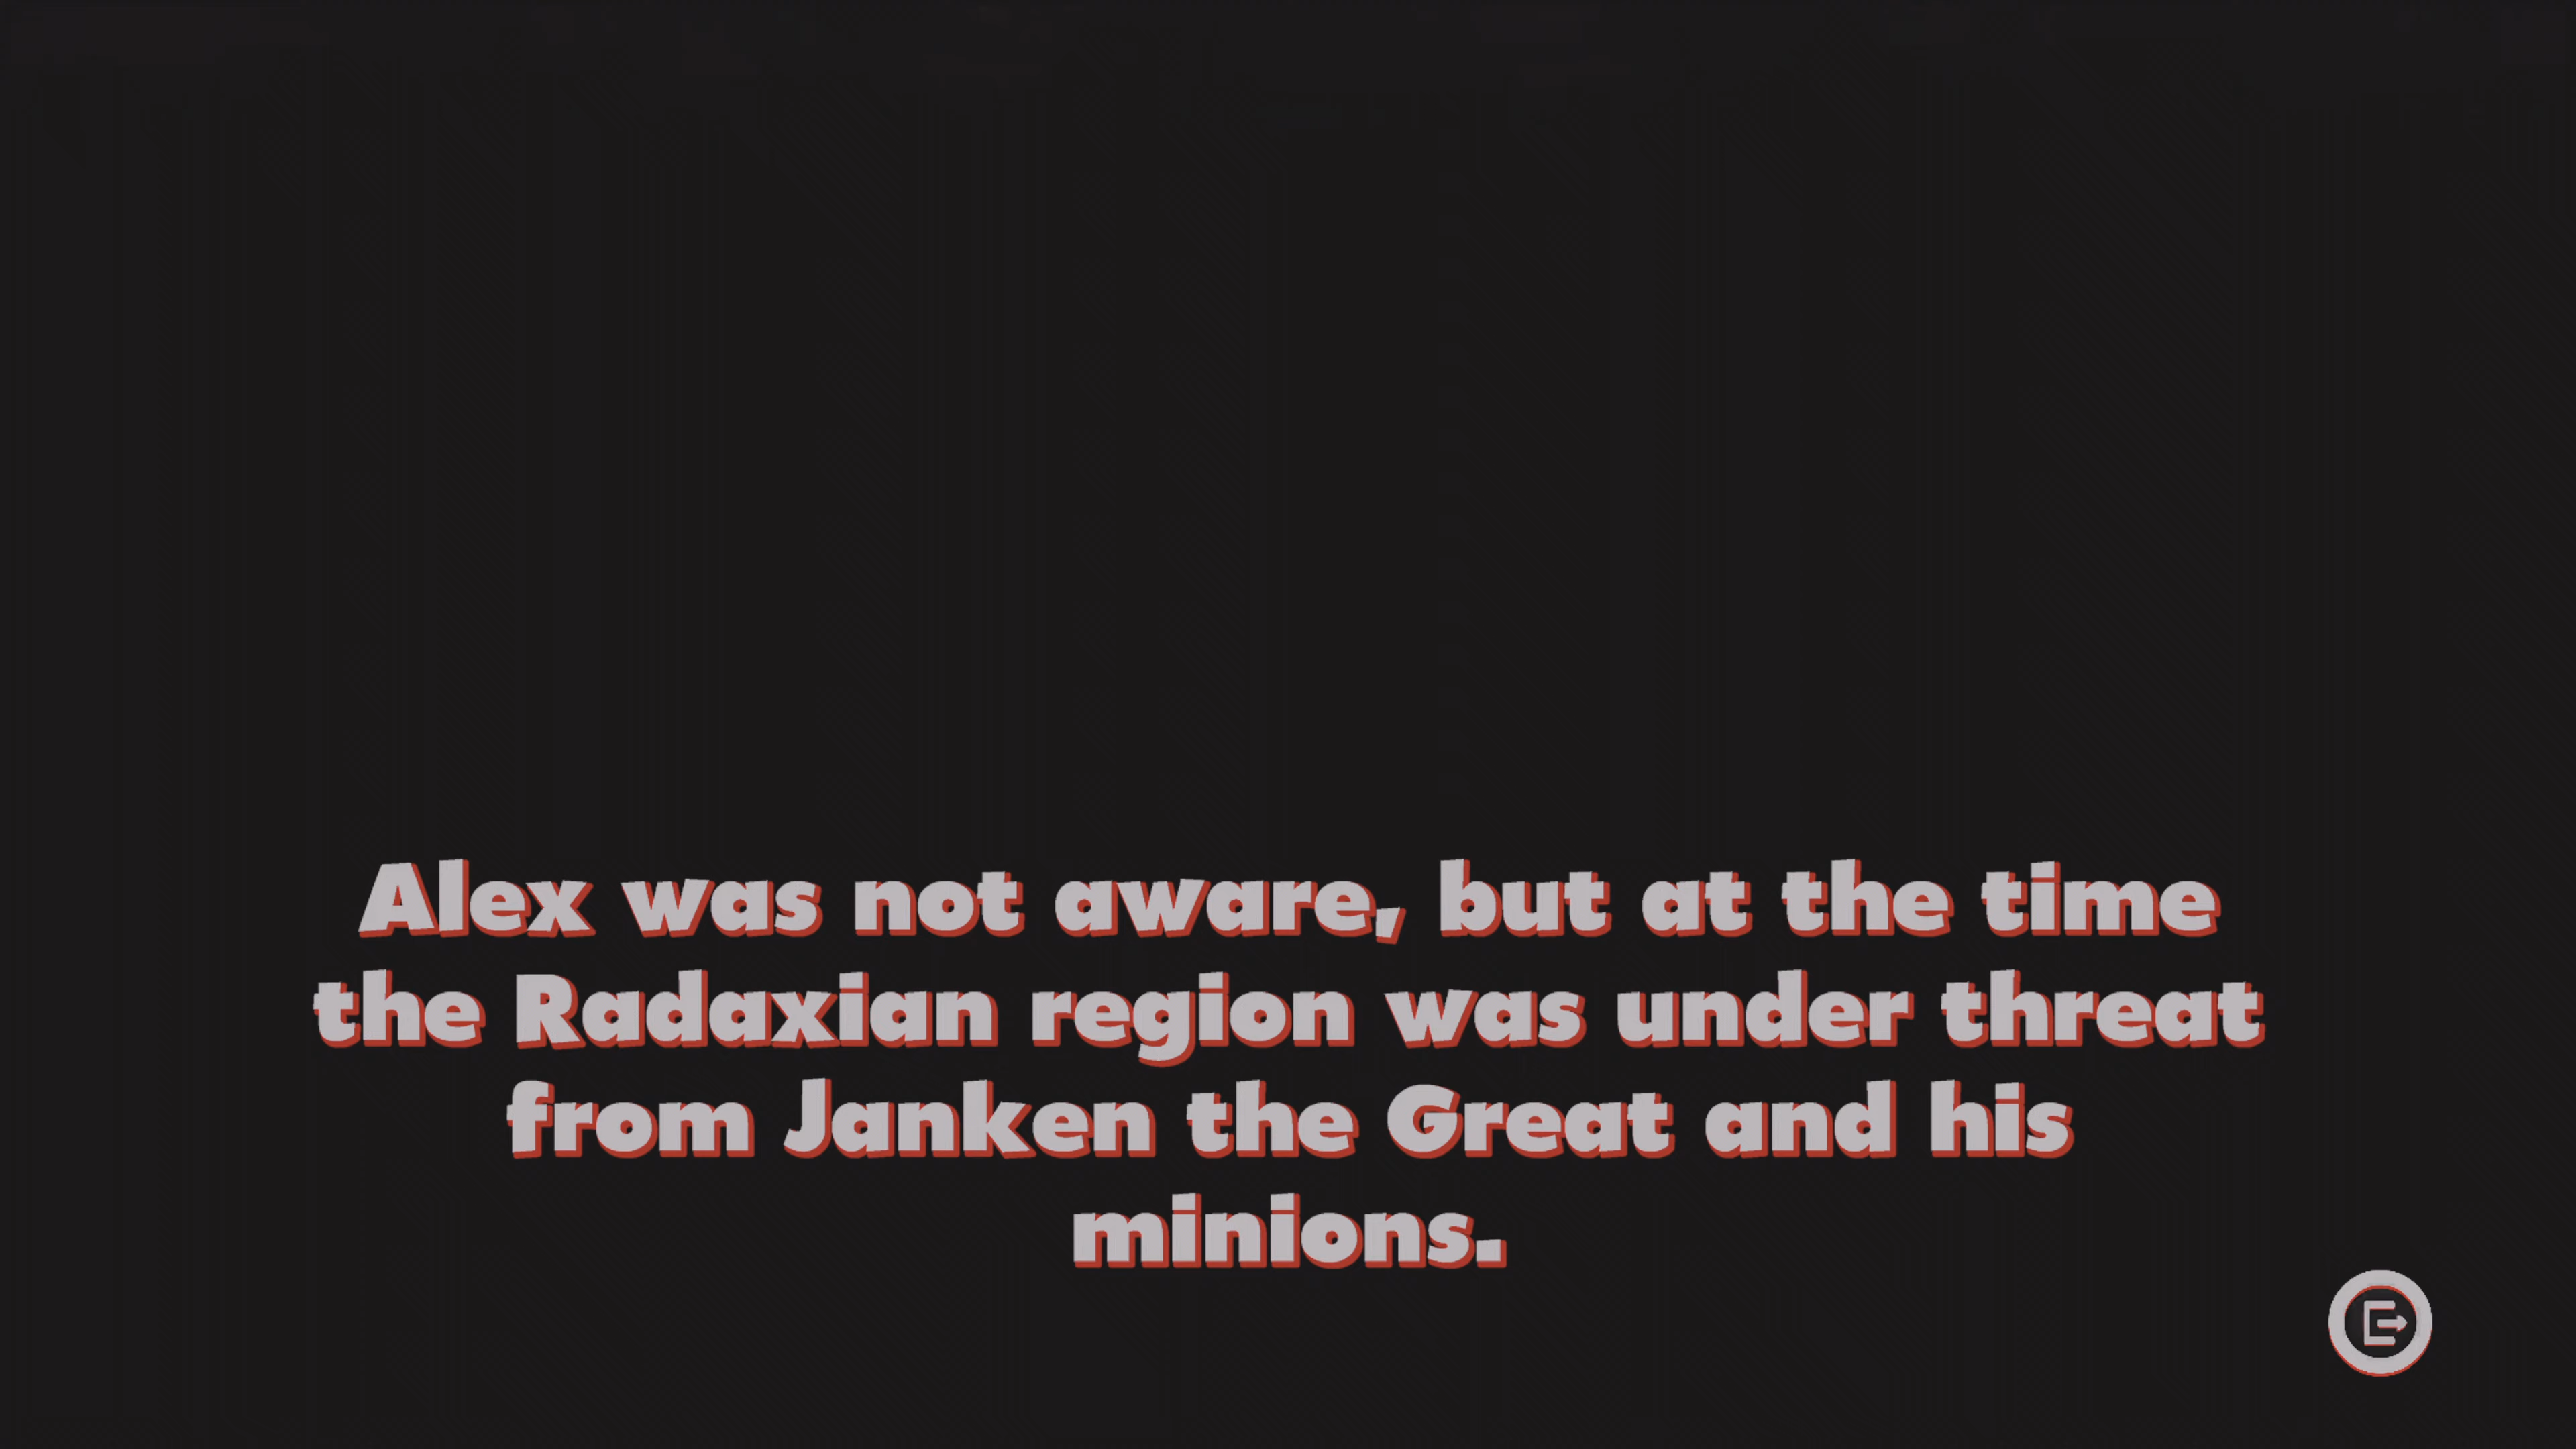 Alex was not aware, but at the time
the Radaxian region was under threat
from Janken the Great and his
minions.